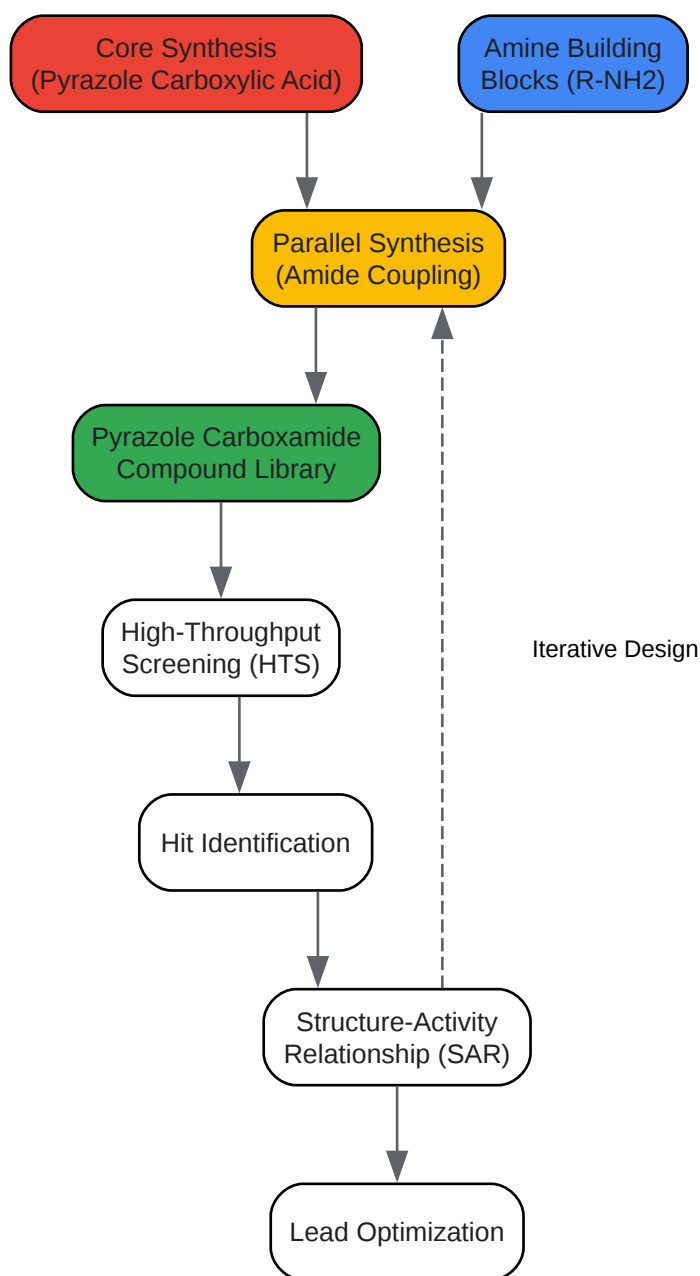 Core Synthesis
(Pyrazole Carboxylic Acid)
Amine Building
Blocks (R-NH2)
Parallel Synthesis
(Amide Coupling)
Pyrazole Carboxamide
Compound Library
High-Throughput
Screening (HTS)
Iterative Design
Hit Identification
Structure-Activity
Relationship (SAR)
Lead Optimization